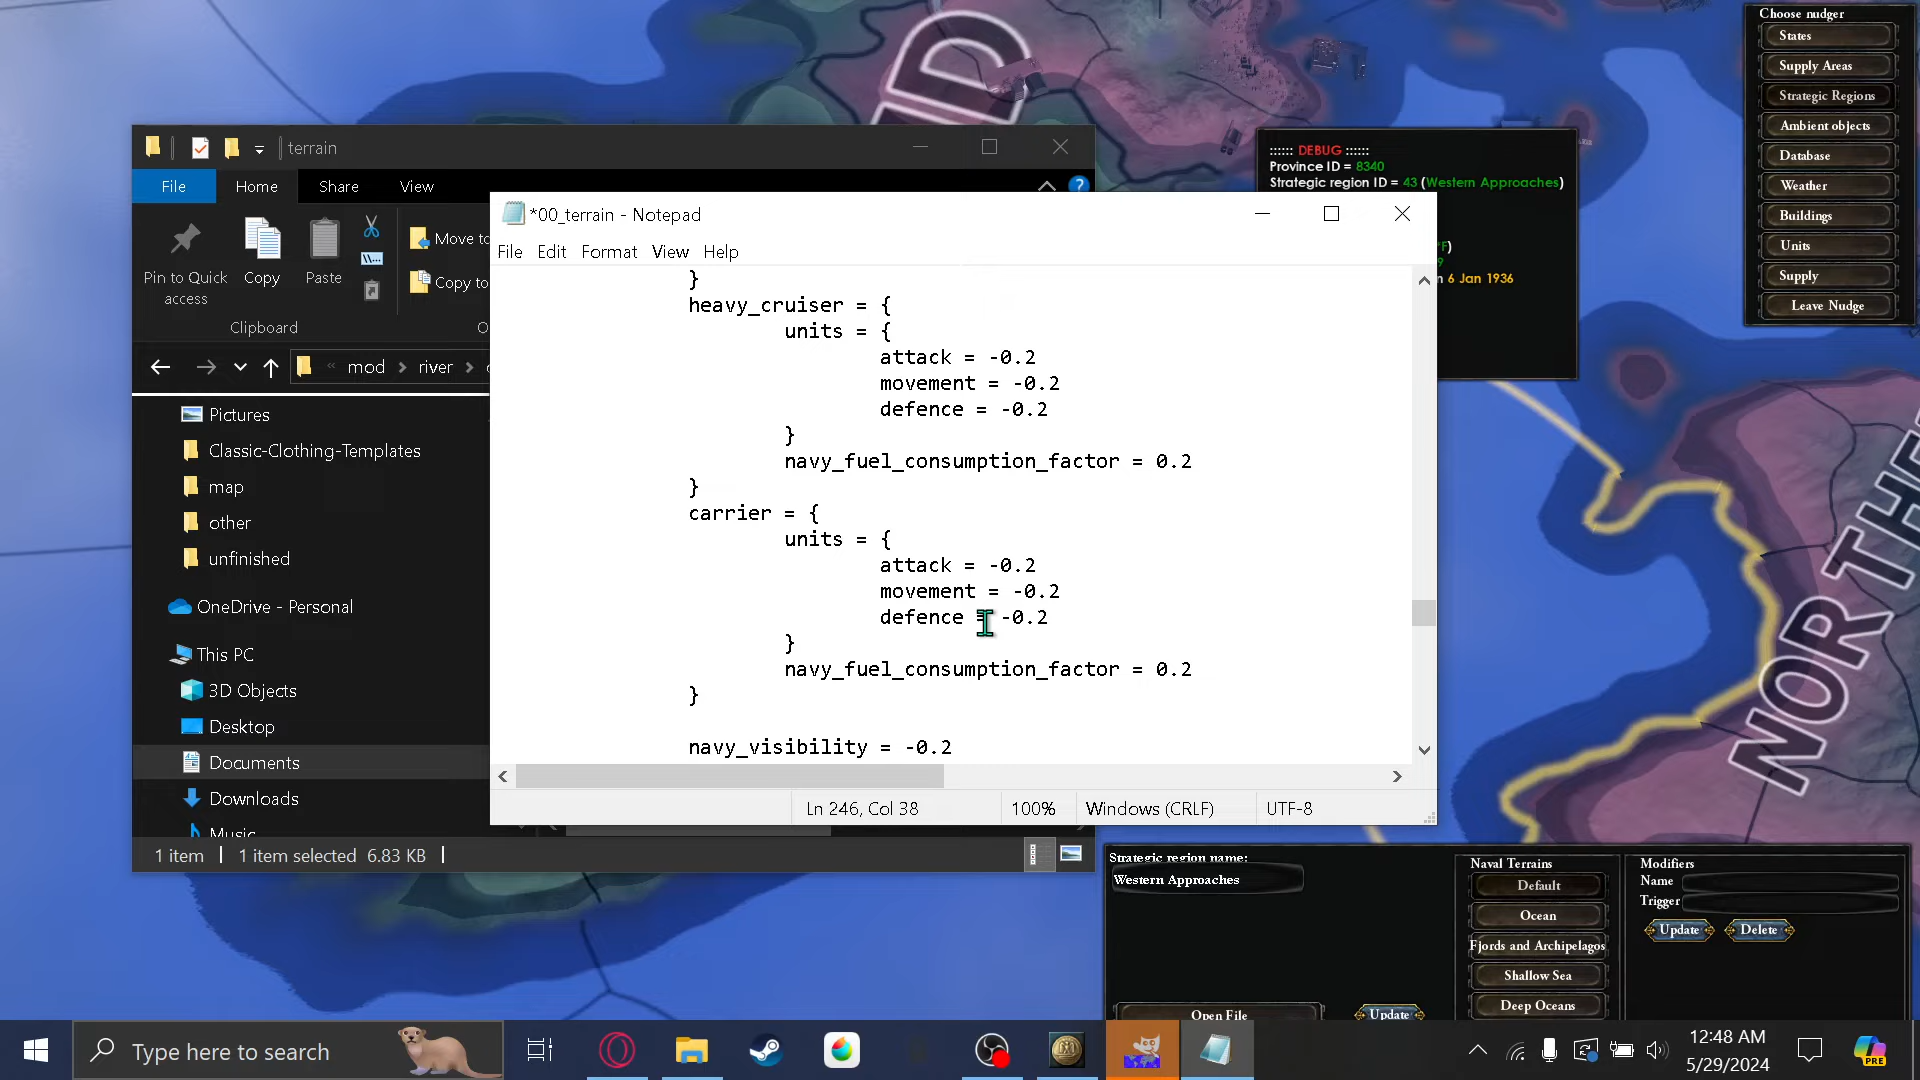 Choose nudger
States
Supply Areas
Strategic Regions
Ambient objects
Database
Weather
Buildings
Units
Supply
Leave Nudge
:::::: DEBUG ::::::
Province ID = 8340
Strategic region ID = 43 (Western Approaches)
°F)
9
n 6 Jan 1936
terrain
File
Home
Share
View
Pin to Quick access
Copy
Paste
Move to
Copy to
Clipboard
O
« mod > river >
Pictures
Classic-Clothing-Templates
map
other
unfinished
OneDrive - Personal
This PC
3D Objects
Desktop
Documents
Downloads
Music
1 item
1 item selected 6.83 KB
*00_terrain - Notepad
File Edit Format View Help
}
heavy_cruiser = {
units = {
attack = -0.2
movement = -0.2
defence = -0.2
}
navy_fuel_consumption_factor = 0.2
}
carrier = {
units = {
attack = -0.2
movement = -0.2
defence = -0.2
}
navy_fuel_consumption_factor = 0.2
}
navy_visibility = -0.2
Ln 246, Col 38
100%
Windows (CRLF)
UTF-8
ND
NORTHE
Strategic region name:
Western Approaches
Open File
Update
Naval Terrains
Default
Ocean
Fjords and Archipelagos
Shallow Sea
Deep Oceans
Modifiers
Name
Trigger
Update
Delete
Type here to search
12:48 AM
5/29/2024
PRE